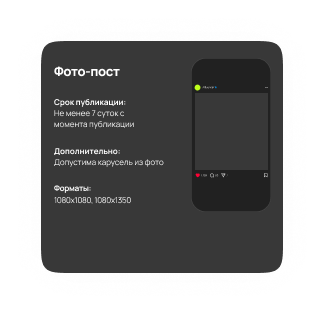 Фото-пост
Срок публикации:
Не менее 7 суток с
момента публикации
Дополнительно:
Допустима карусель из фото
Форматы:
1080x1080, 1080x1350